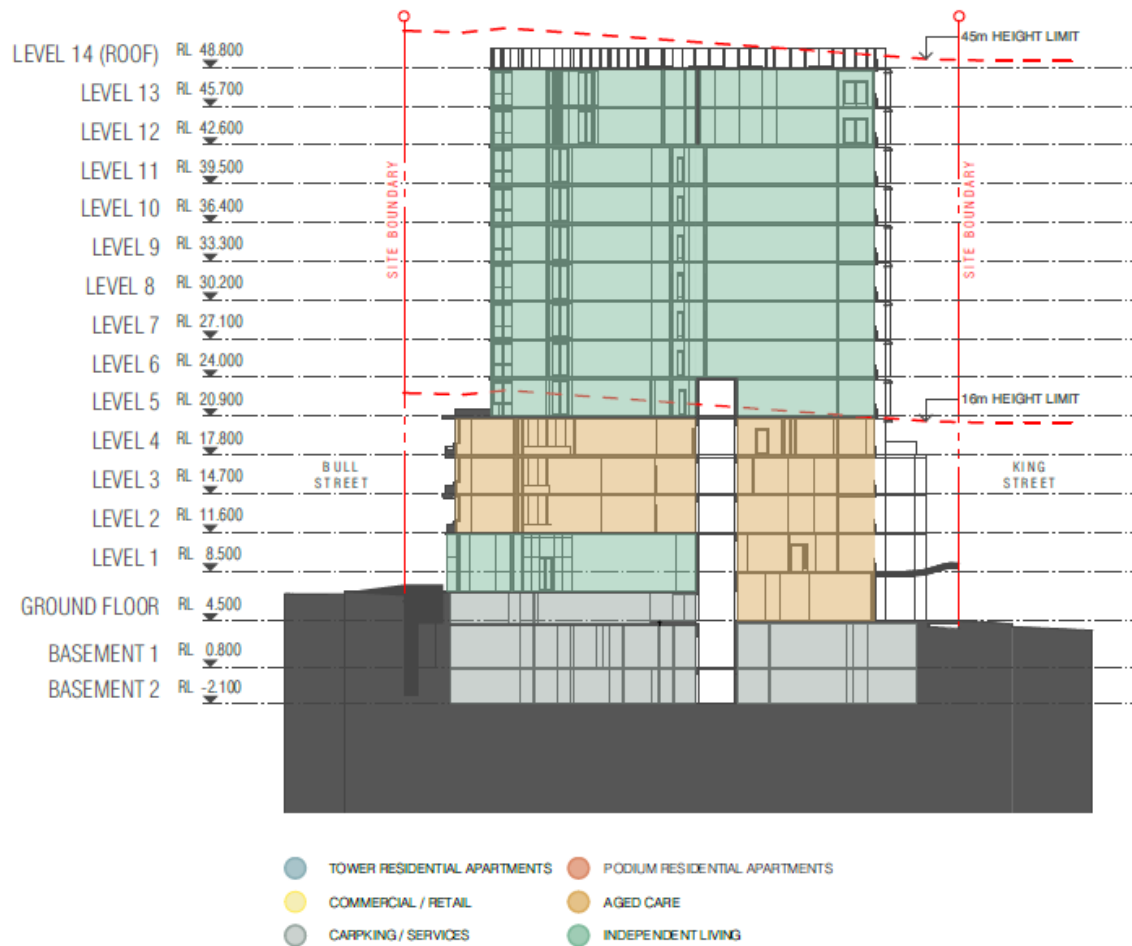 45m HEIGHT LIMIT
LEVEL 14 (ROOF) RL 48.800
LEVEL 13 RL 45.700
LEVEL 12 RL 42.600
LEVEL 11 RL 39.500
LEVEL 10 RL 36.400
LEVEL 9 RL 33.300
LEVEL 8 RL 30.200
LEVEL 7 RL 27.100
LEVEL 6 RL 24.000
LEVEL 5 RL 20.900
LEVEL 4 RL 17.800
LEVEL 3 RL 14.700
LEVEL 2 RL 11.600
LEVEL 1 RL 8.500
GROUND FLOOR RL 4.500
BASEMENT 1 RL 0.800
BASEMENT 2 RL -2.100
SITE BOUNDARY
SITE BOUNDARY
16m HEIGHT LIMIT
BULL
STREET
KING
STREET
TOWER RESIDENTIAL APARTMENTS
PODIUM RESIDENTIAL APARTMENTS
COMMERCIAL / RETAIL
AGED CARE
CARPKING / SERVICES
INDEPENDENT LIVING